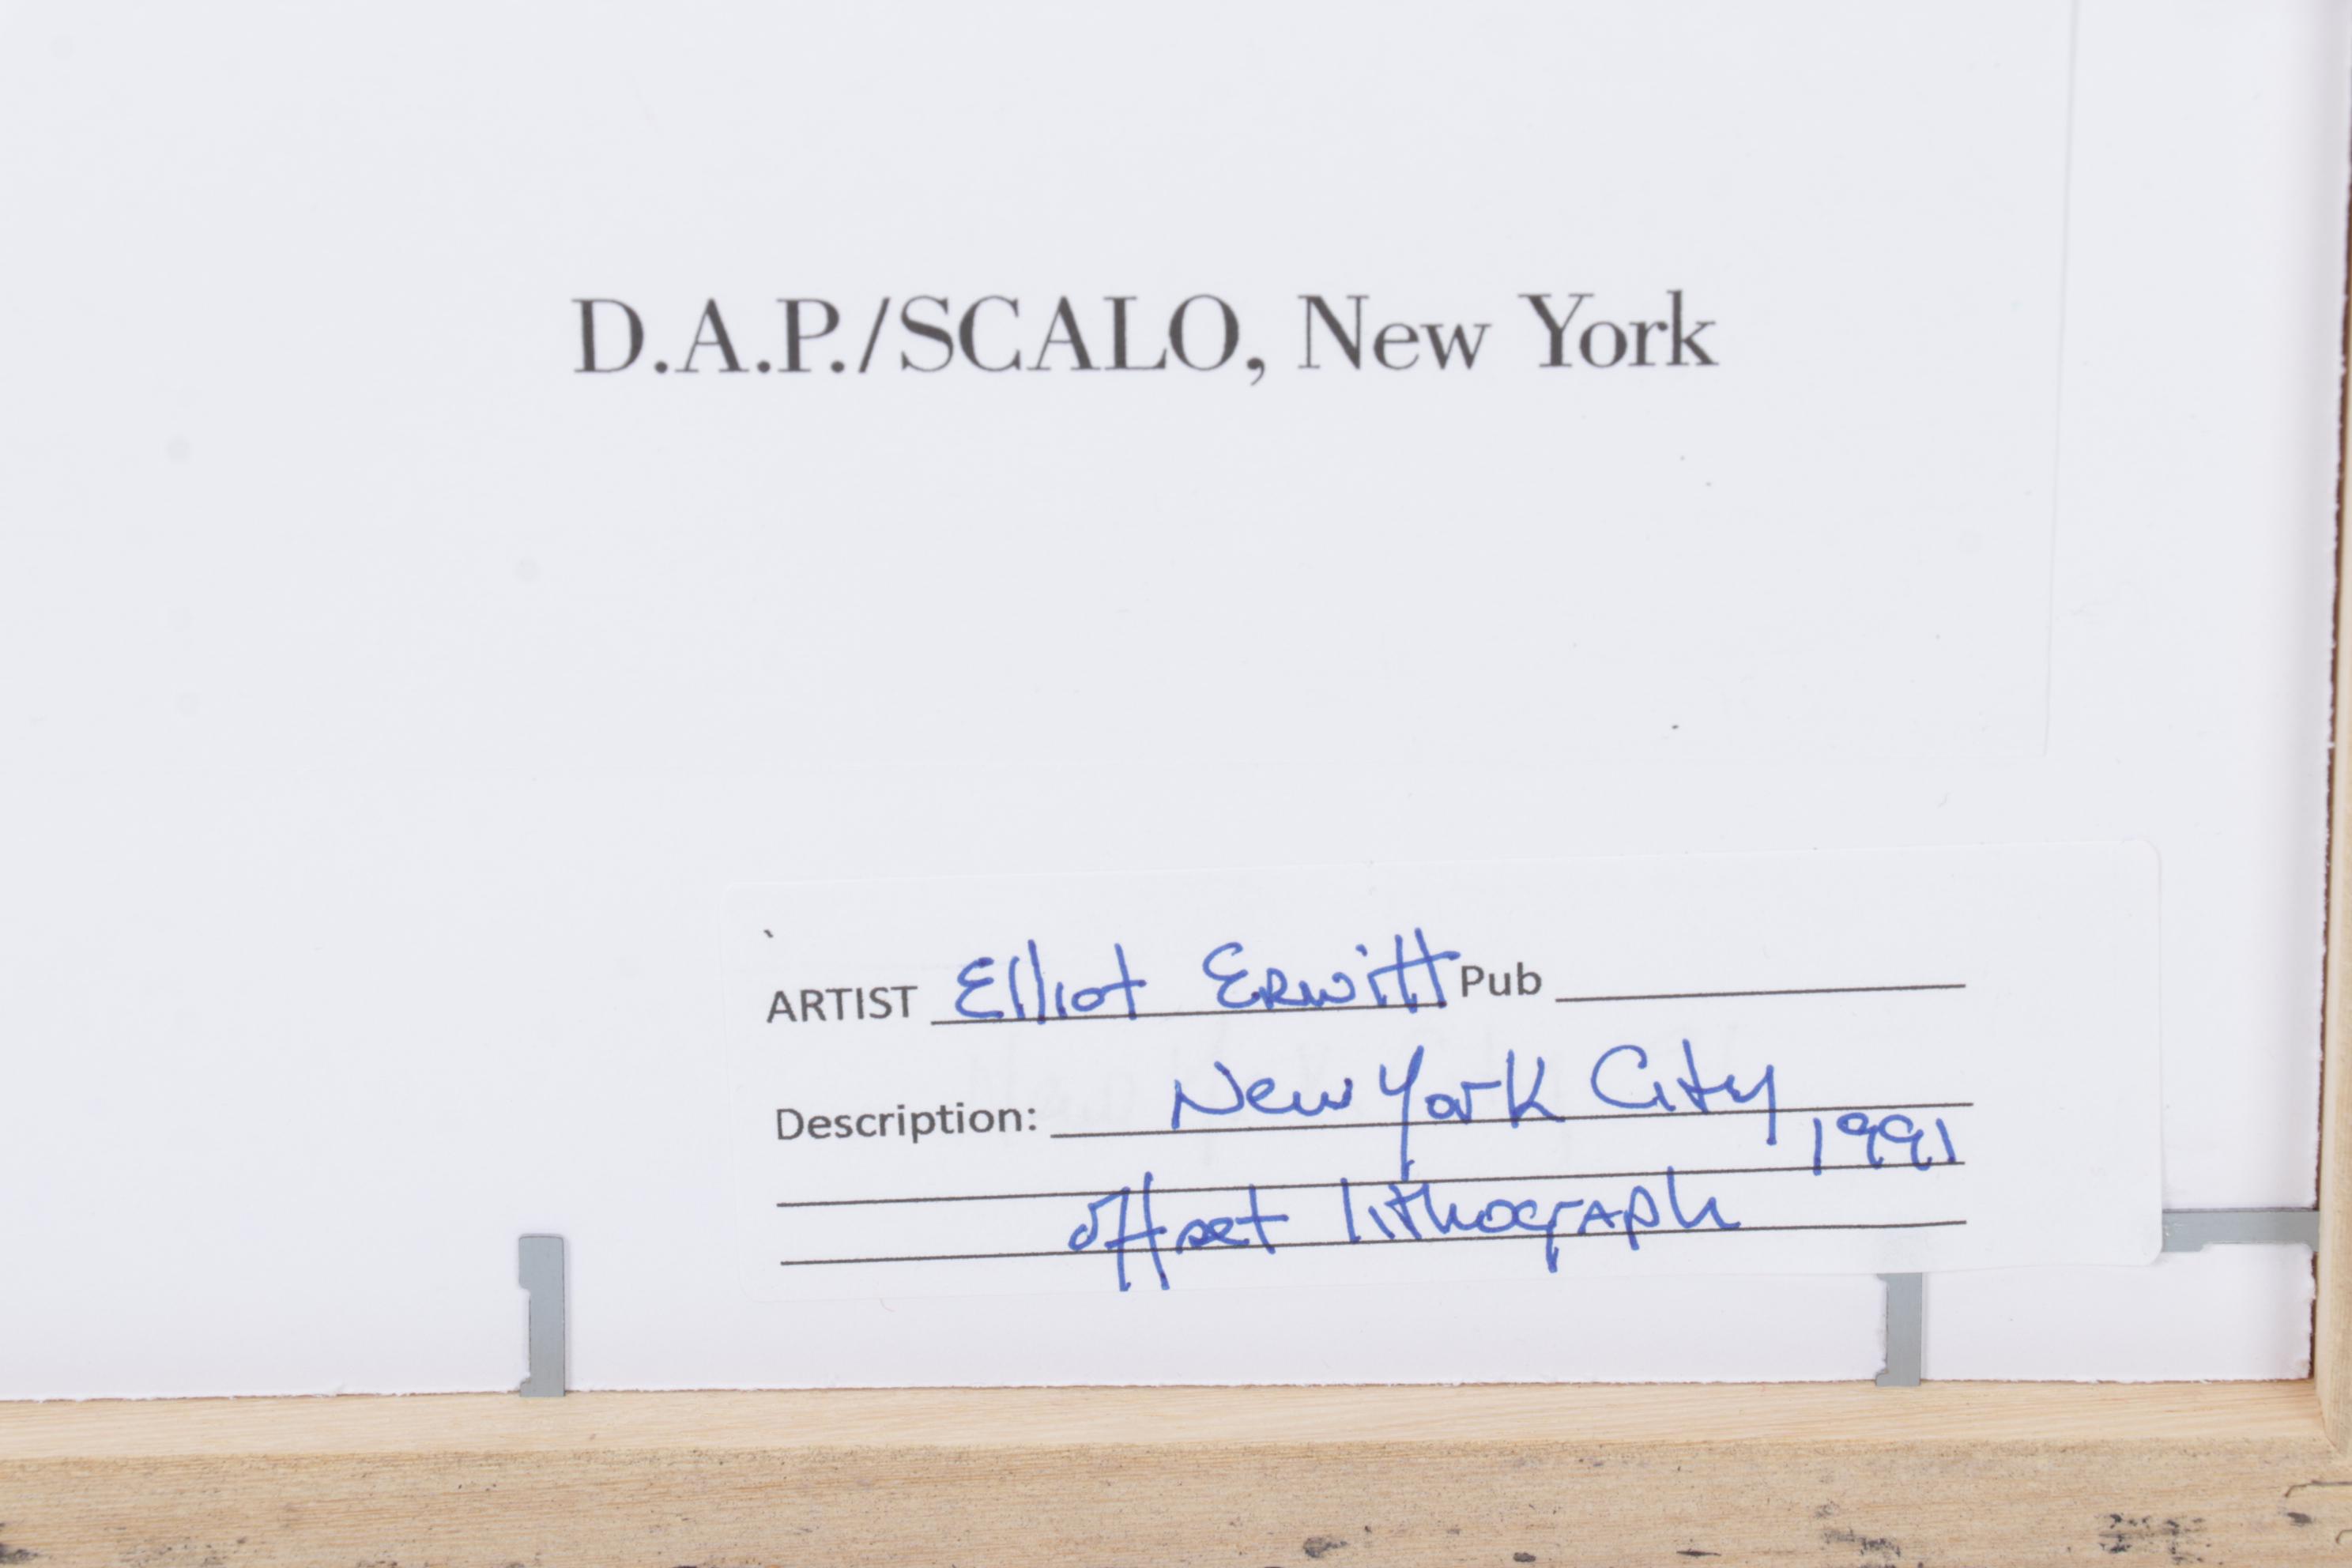 D.A.P./SCALO, New York
ARTIST Elliot Erwitt Pub
Description: New York City
1991
offset lithograph